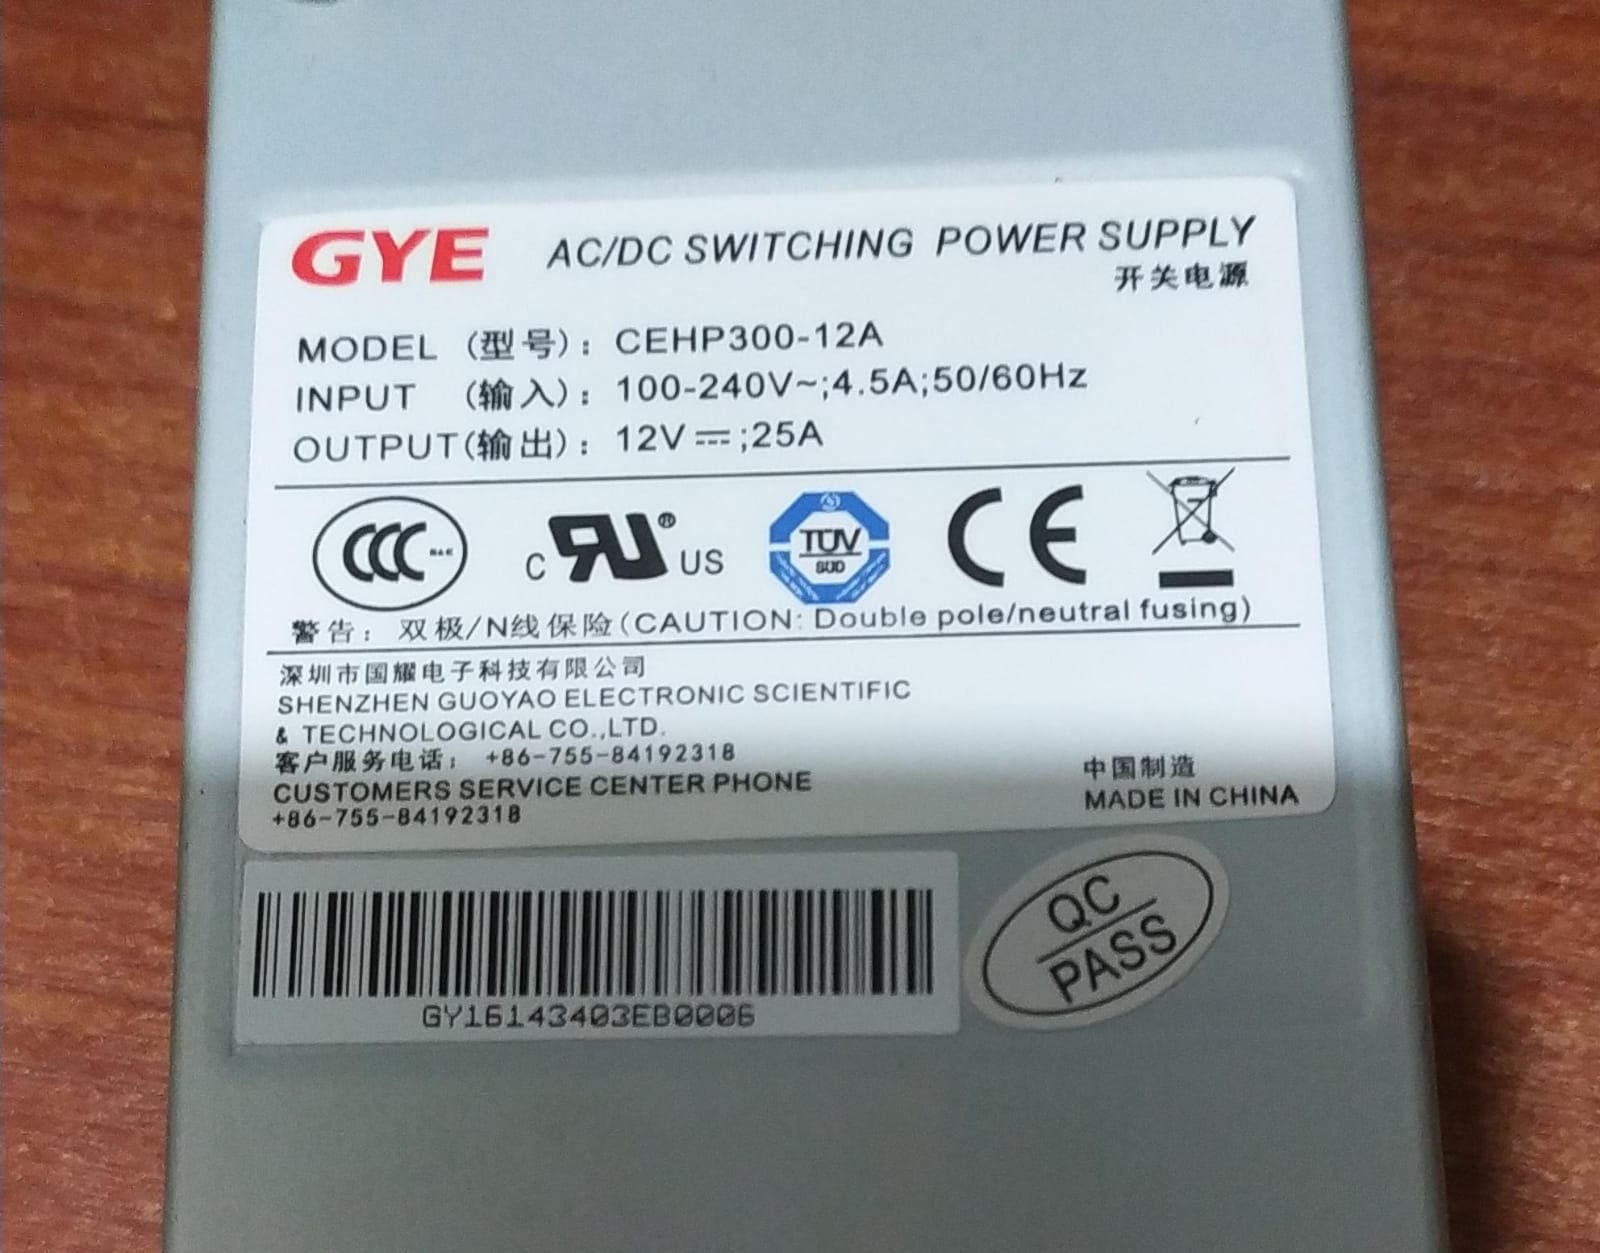 GYE AC/DC SWITCHING POWER SUPPLY
开关电源
MODEL (型号): CEHP300-12A
INPUT (输入): 100-240V~;4.5A;50/60Hz
OUTPUT(输出): 12V⎓;25A
CCC S&E c RU® US TÜV SÜD CE
警告: 双极/N线保险(CAUTION: Double pole/neutral fusing)
深圳市国耀电子科技有限公司
SHENZHEN GUOYAO ELECTRONIC SCIENTIFIC
& TECHNOLOGICAL CO.,LTD.
客户服务电话: +86-755-84192318
CUSTOMERS SERVICE CENTER PHONE
+86-755-84192318
中国制造
MADE IN CHINA
GY16143403EB0006
QC
PASS